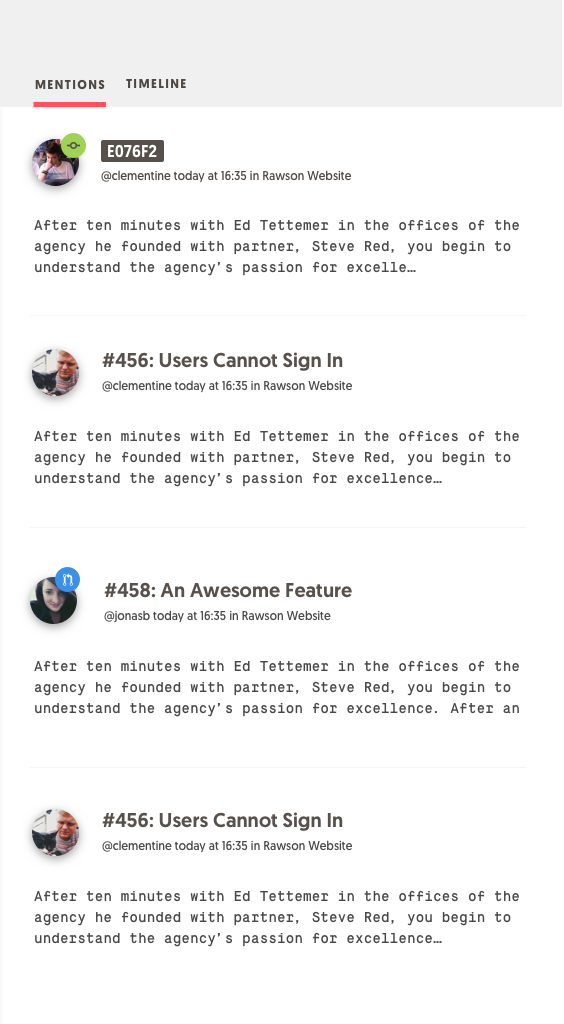 MENTIONS TIMELINE
E076F2
@clementine today at 16:35 in Rawson Website
After ten minutes with Ed Tettemer in the offices of the
agency he founded with partner, Steve Red, you begin to
understand the agency’s passion for excelle…
#456: Users Cannot Sign In
@clementine today at 16:35 in Rawson Website
After ten minutes with Ed Tettemer in the offices of the
agency he founded with partner, Steve Red, you begin to
understand the agency’s passion for excellence…
#458: An Awesome Feature
@jonasb today at 16:35 in Rawson Website
After ten minutes with Ed Tettemer in the offices of the
agency he founded with partner, Steve Red, you begin to
understand the agency’s passion for excellence. After an
#456: Users Cannot Sign In
@clementine today at 16:35 in Rawson Website
After ten minutes with Ed Tettemer in the offices of the
agency he founded with partner, Steve Red, you begin to
understand the agency’s passion for excellence…